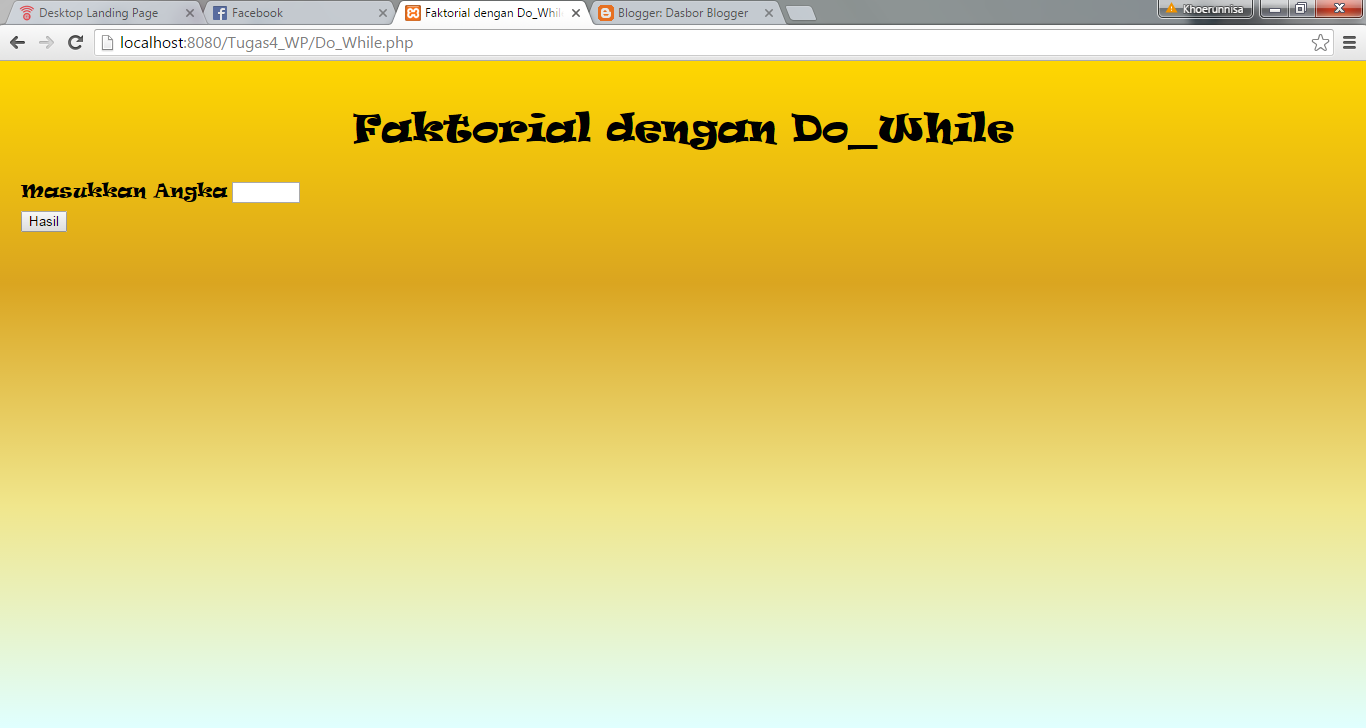 Desktop Landing Page
Facebook
Faktorial dengan Do_Whil
Blogger: Dasbor Blogger
Khoerunnisa
localhost:8080/Tugas4_WP/Do_While.php
Faktorial dengan Do_While
Masukkan Angka
Hasil